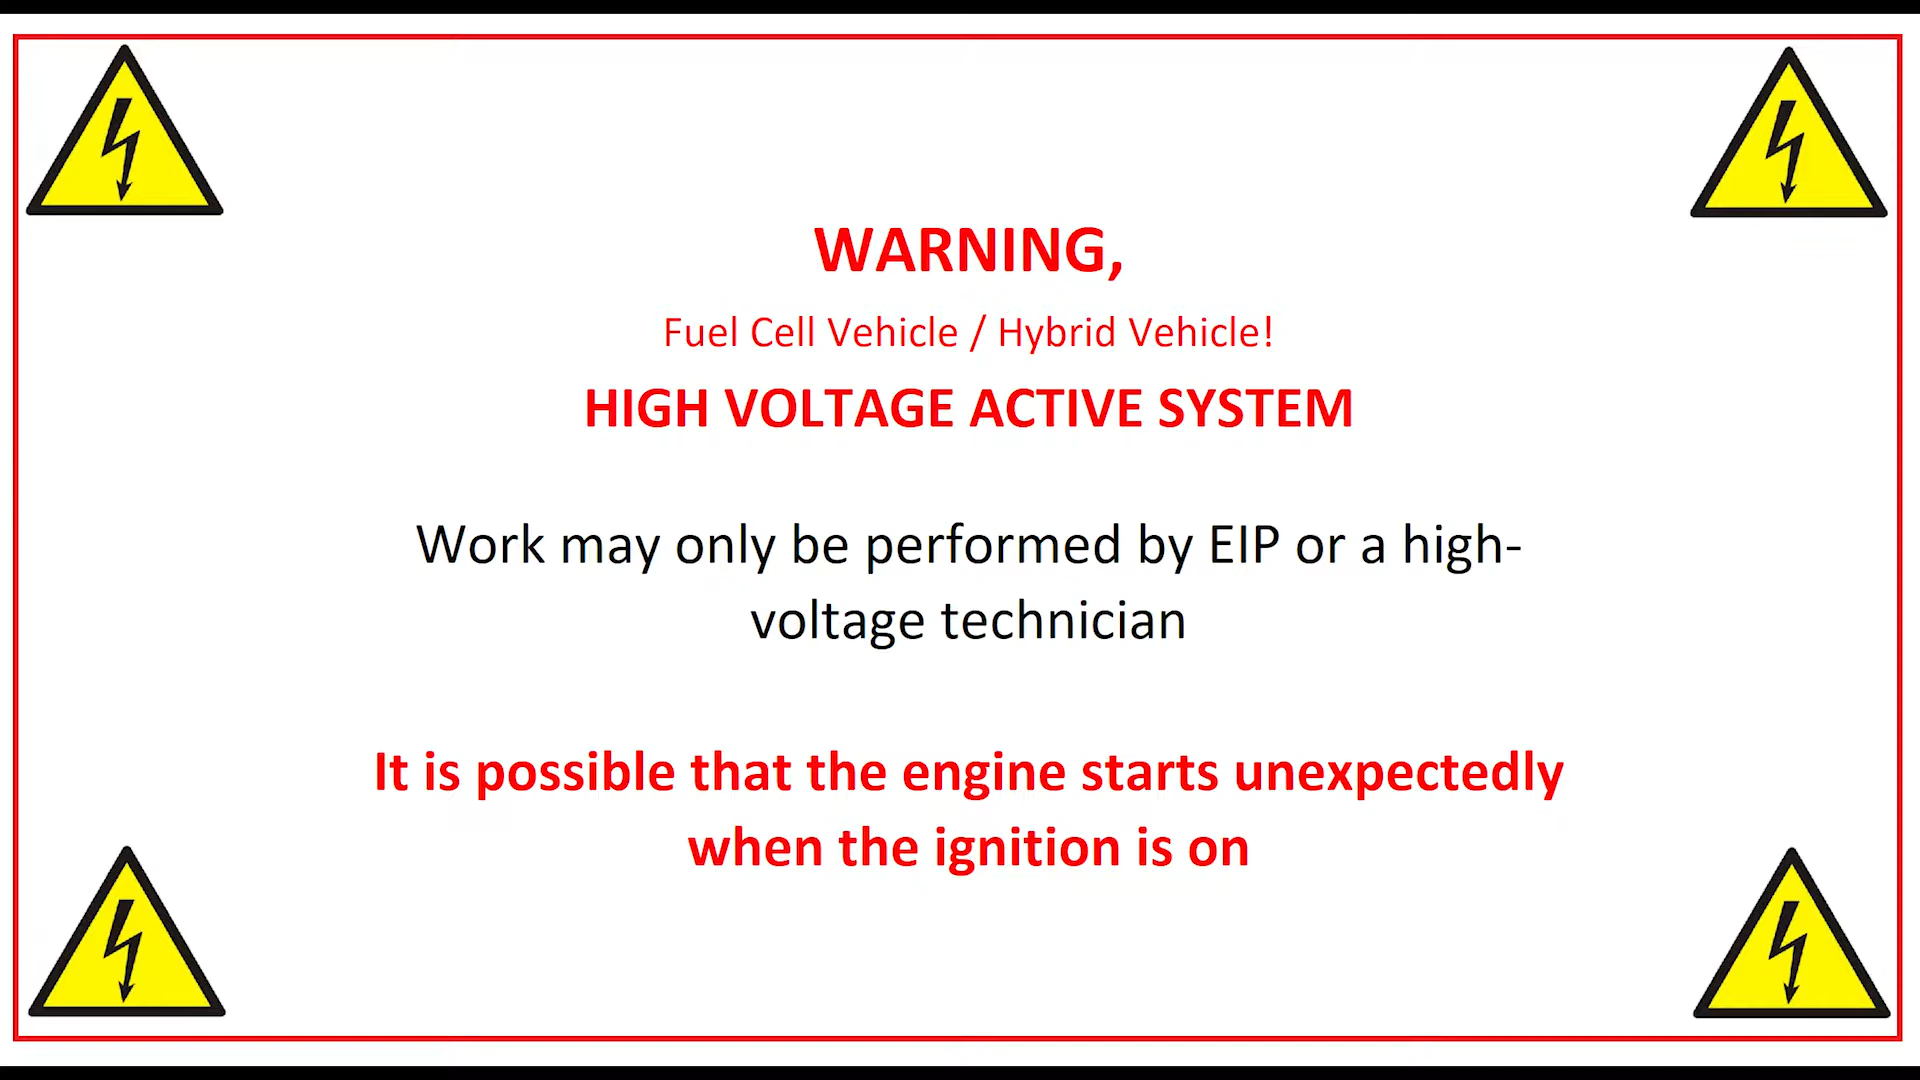 WARNING,
Fuel Cell Vehicle / Hybrid Vehicle!
HIGH VOLTAGE ACTIVE SYSTEM
Work may only be performed by EIP or a high-
voltage technician
It is possible that the engine starts unexpectedly
when the ignition is on